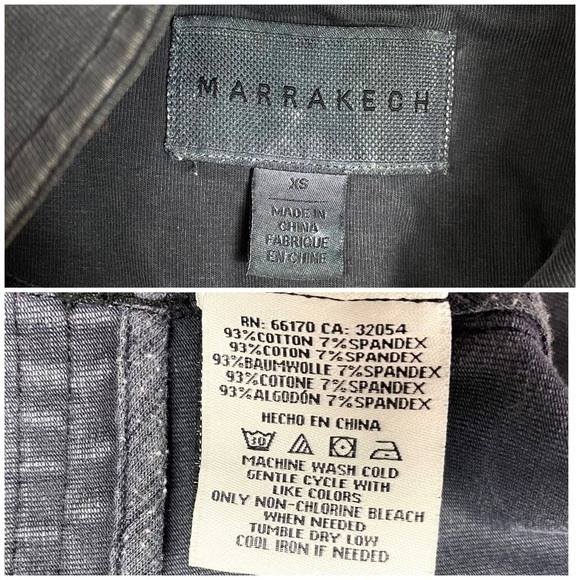 MARRAKECH
XS
MADE IN
CHINA
FABRIQUE
EN CHINE
RN: 66170 CA: 32054
93%COTTON 7%SPANDEX
93%COTON 7%SPANDEX
93%BAUMWOLLE 7%SPANDEX
93%COTONE 7%SPANDEX
93%ALGODÓN 7%SPANDEX
HECHO EN CHINA
30
MACHINE WASH COLD
GENTLE CYCLE WITH
LIKE COLORS
ONLY NON-CHLORINE BLEACH
WHEN NEEDED
TUMBLE DRY LOW
COOL IRON IF NEEDED